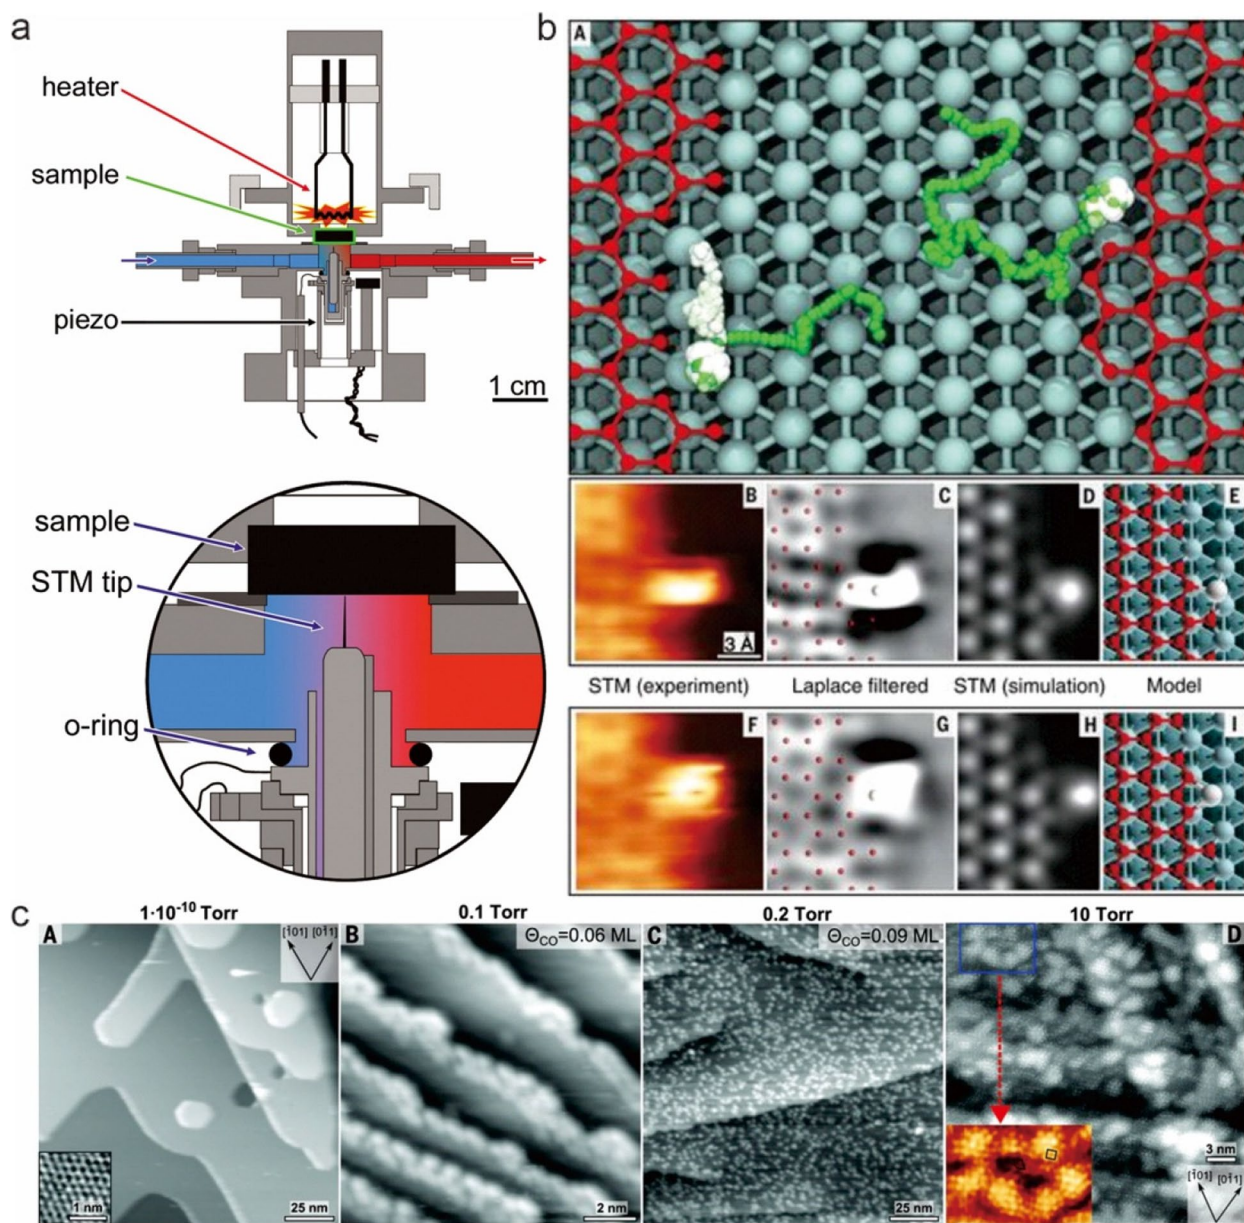 a
heater
sample
piezo
1 cm
sample
STM tip
o-ring
b
A
B
C
D
E
3 Å
STM (experiment)
Laplace filtered
STM (simulation)
Model
F
G
H
I
C
1·10⁻¹⁰ Torr
0.1 Torr
0.2 Torr
10 Torr
A
[1̄01] [01̄1]
1 nm
25 nm
B
Θ_CO=0.06 ML
2 nm
C
Θ_CO=0.09 ML
25 nm
D
3 nm
[1̄01] [01̄1]